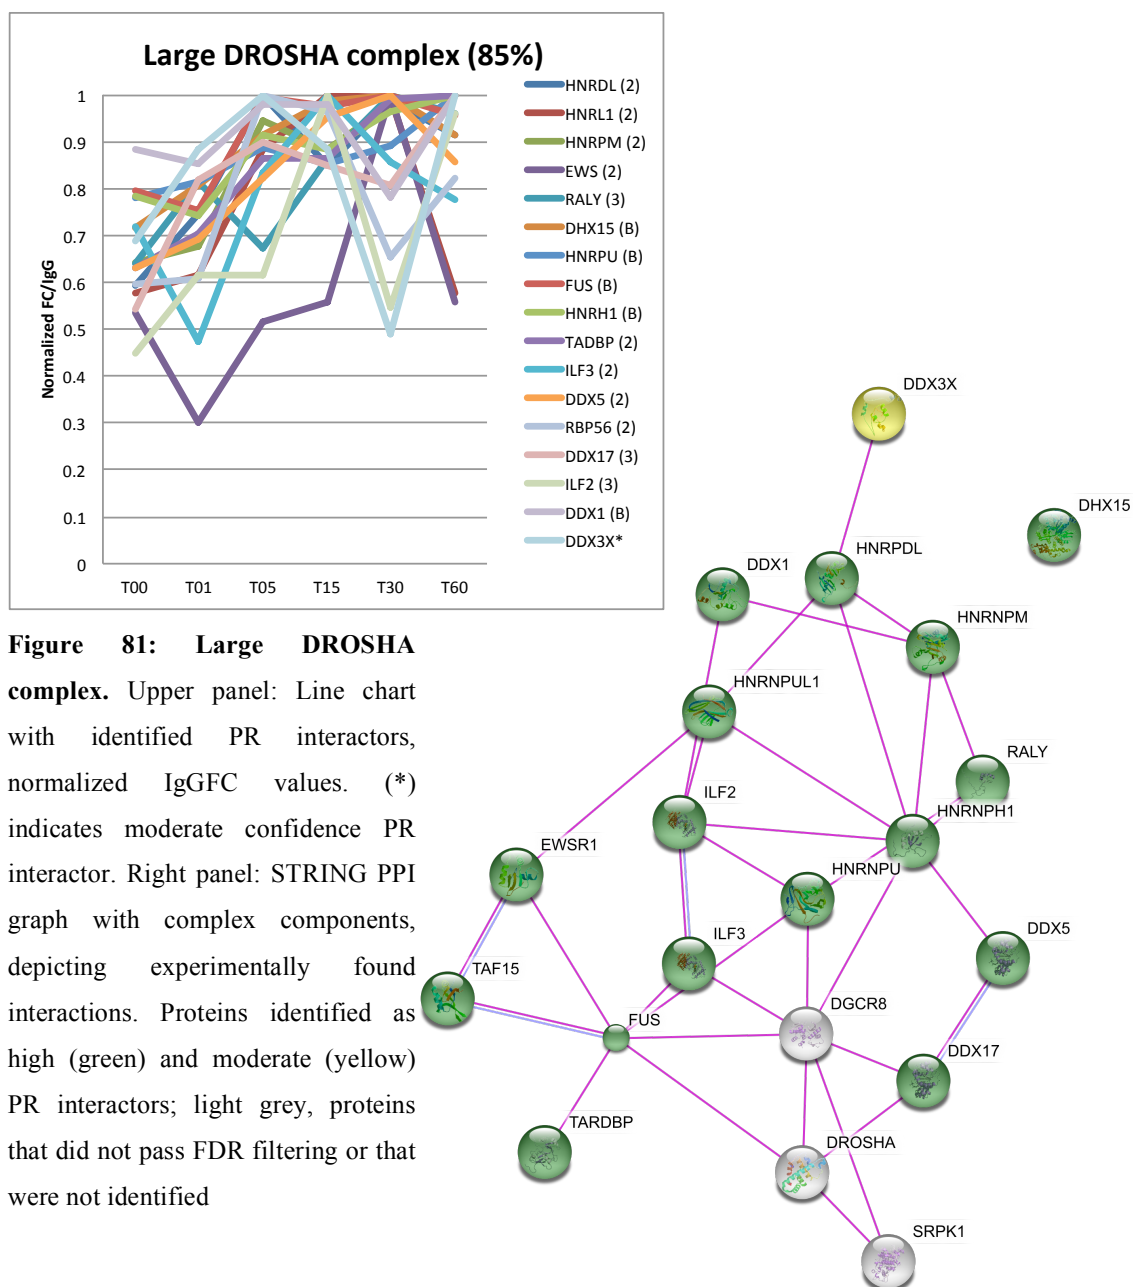 Large DROSHA complex (85%)
Normalized FC/IgG
1
0.9
0.8
0.7
0.6
0.5
0.4
0.3
0.2
0.1
0
T00 T01 T05 T15 T30 T60
HNRDL (2)
HNRL1 (2)
HNRPM (2)
EWS (2)
RALY (3)
DHX15 (B)
HNRPU (B)
FUS (B)
HNRH1 (B)
TADBP (2)
ILF3 (2)
DDX5 (2)
RBP56 (2)
DDX17 (3)
ILF2 (3)
DDX1 (B)
DDX3X*
Figure 81: Large DROSHA
complex. Upper panel: Line chart
with identified PR interactors,
normalized IgGFC values. (*)
indicates moderate confidence PR
interactor. Right panel: STRING PPI
graph with complex components,
depicting experimentally found
interactions. Proteins identified as
high (green) and moderate (yellow)
PR interactors; light grey, proteins
that did not pass FDR filtering or that
were not identified
DDX3X
DHX15
DDX1
HNRPDL
HNRNPM
HNRNPUL1
RALY
ILF2
HNRNPH1
EWSR1
HNRNPU
ILF3
DDX5
TAF15
DGCR8
FUS
DDX17
TARDBP
DROSHA
SRPK1